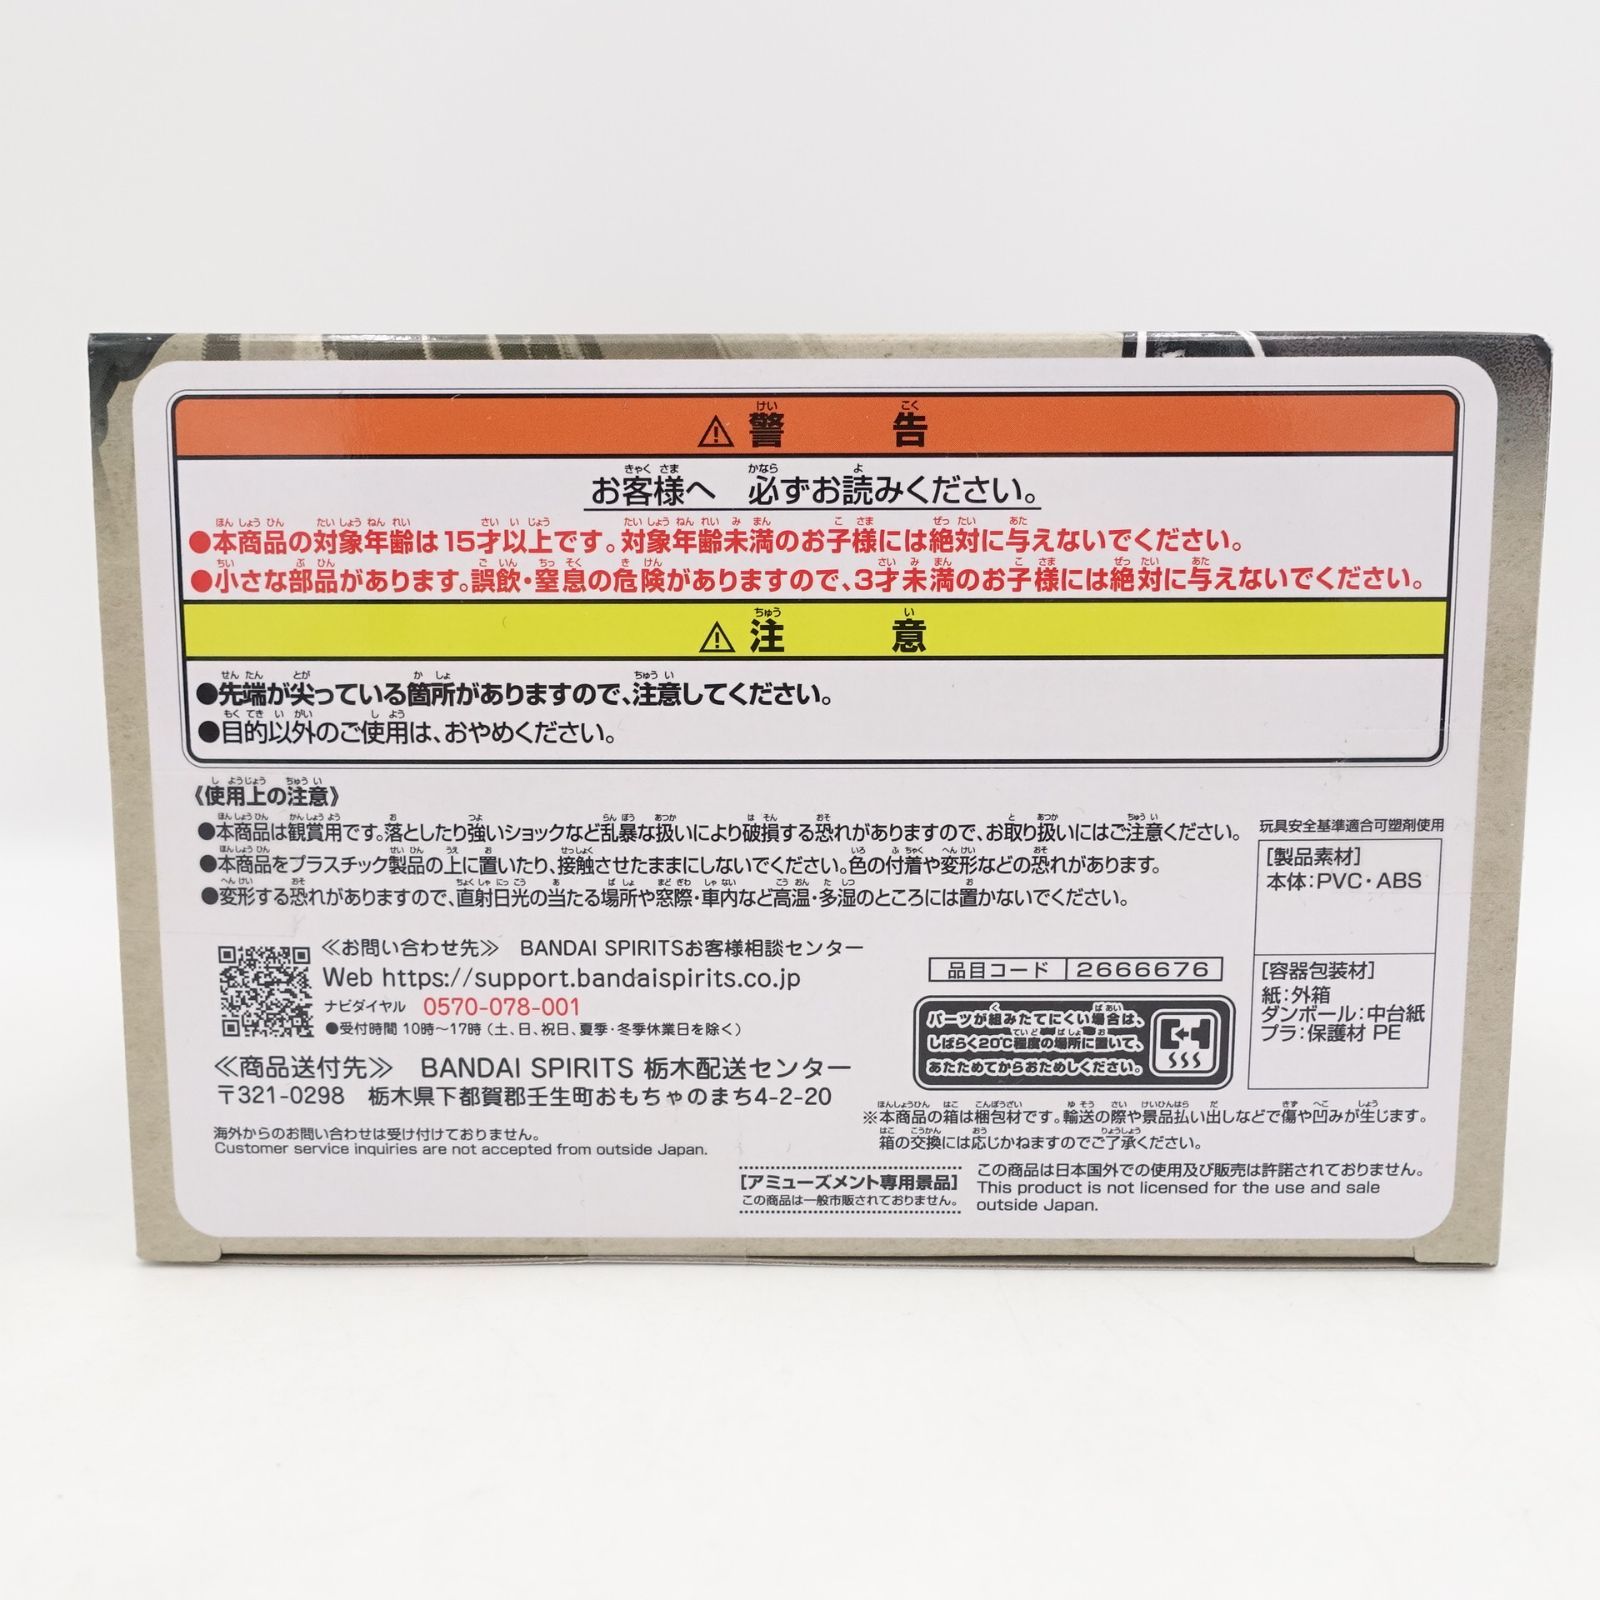 ⚠警告
お客様へ 必ずお読みください。
●本商品の対象年齢は15才以上です。対象年齢未満のお子様には絶対に与えないでください。
●小さな部品があります。誤飲・窒息の危険がありますので、3才未満のお子様には絶対に与えないでください。
⚠注意
●先端が尖っている箇所がありますので、注意してください。
●目的以外のご使用は、おやめください。
《使用上の注意》
●本商品は観賞用です。落としたり強いショックなど乱暴な扱いにより破損する恐れがありますので、お取り扱いにはご注意ください。
●本商品をプラスチック製品の上に置いたり、接触させたままにしないでください。色の付着や変形などの恐れがあります。
●変形する恐れがありますので、直射日光の当たる場所や窓際・車内など高温・多湿のところには置かないでください。
玩具安全基準適合可塑剤使用
[製品素材]
本体:PVC・ABS
[容器包装材]
紙:外箱
ダンボール:中台紙
プラ:保護材 PE
≪お問い合わせ先≫ BANDAI SPIRITSお客様相談センター
Web https://support.bandaispirits.co.jp
ナビダイヤル 0570-078-001
●受付時間 10時～17時(土、日、祝日、夏季・冬季休業日を除く)
≪商品送付先≫ BANDAI SPIRITS 栃木配送センター
〒321-0298 栃木県下都賀郡壬生町おもちゃのまち4-2-20
海外からのお問い合わせは受け付けておりません。
Customer service inquiries are not accepted from outside Japan.
品目コード 2666676
パーツが組みたてにくい場合は、
しばらく20℃程度の場所に置いて、
あたためてからおためしください。
※本商品の箱は梱包材です。輸送の際や景品払い出しなどで傷や凹みが生じます。
箱の交換には応じかねますのでご了承ください。
[アミューズメント専用景品]
この商品は一般市販されておりません。
この商品は日本国外での使用及び販売は許諾されておりません。
This product is not licensed for the use and sale
outside Japan.